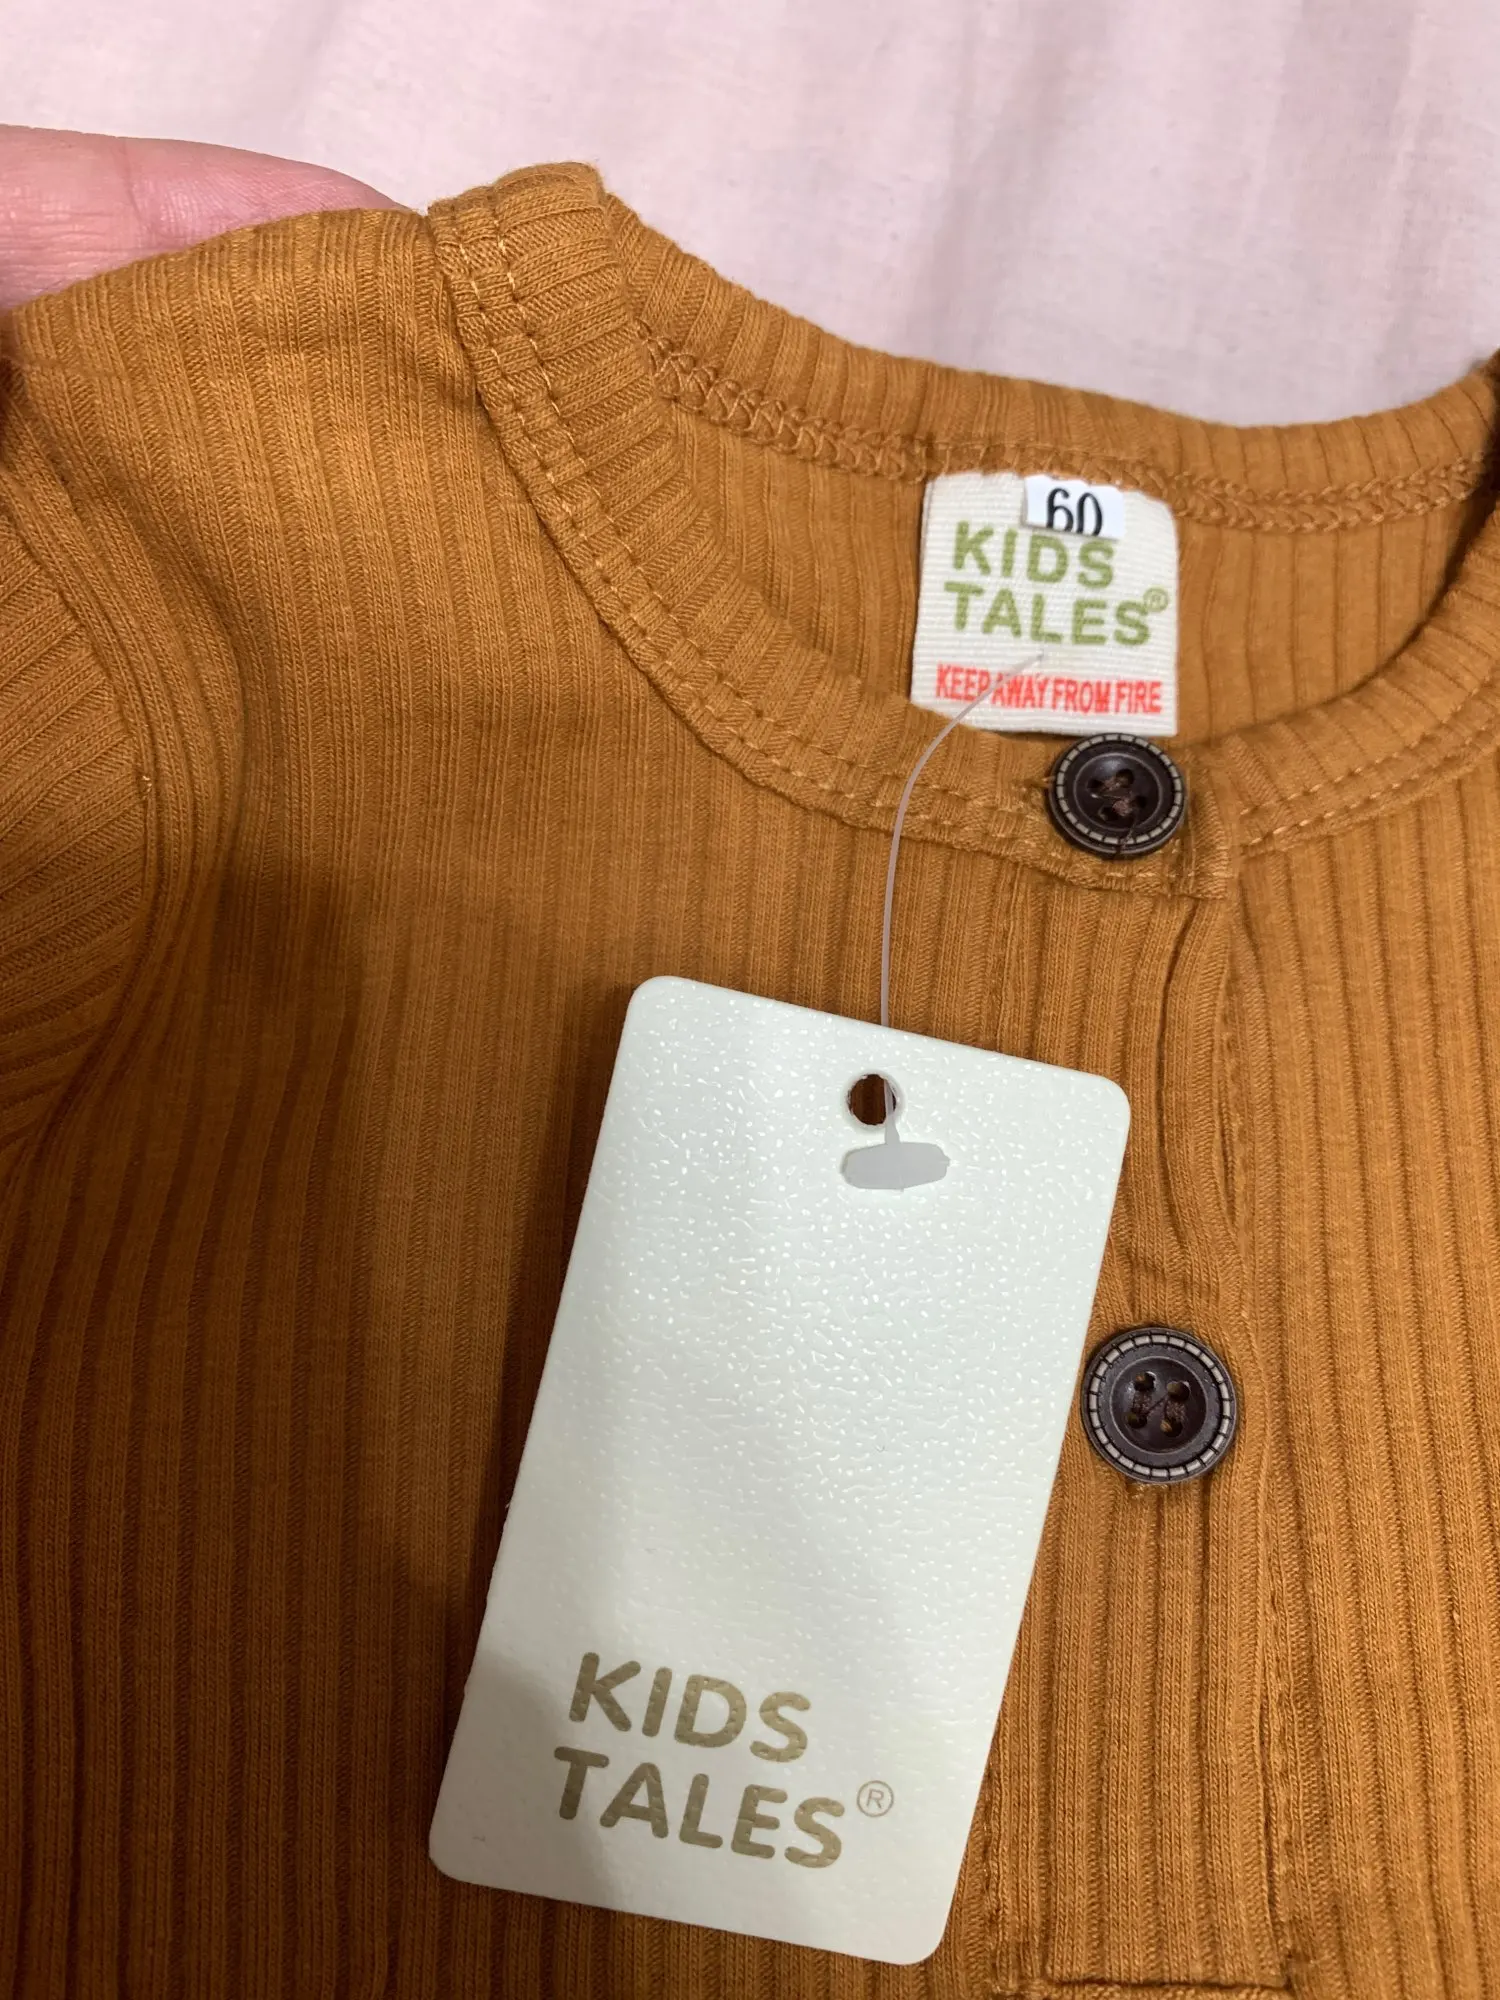 60
KIDS
TALES®
KEEP AWAY FROM FIRE
KIDS
TALES®